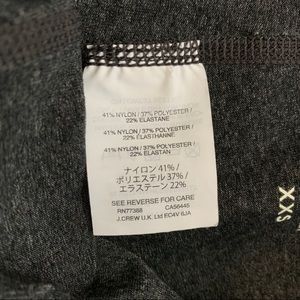 41% NYLON / 37% POLYESTER /
22% ELASTANE
41% NYLON / 37% POLYESTER /
22% ELASTHANNE
41% NYLON / 37% POLYESTER /
22% ELASTAN
ナイロン 41% /
ポリエステル 37% /
エラステーン 22%
SEE REVERSE FOR CARE
RN77388 CA56445
J.CREW U.K. Ltd EC4V 6JA
XXS